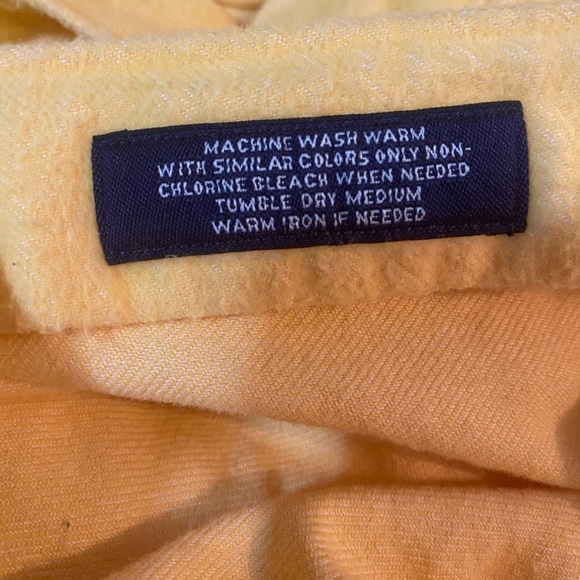 MACHINE WASH WARM
WITH SIMILAR COLORS ONLY NON-
CHLORINE BLEACH WHEN NEEDED
TUMBLE DRY MEDIUM
WARM IRON IF NEEDED